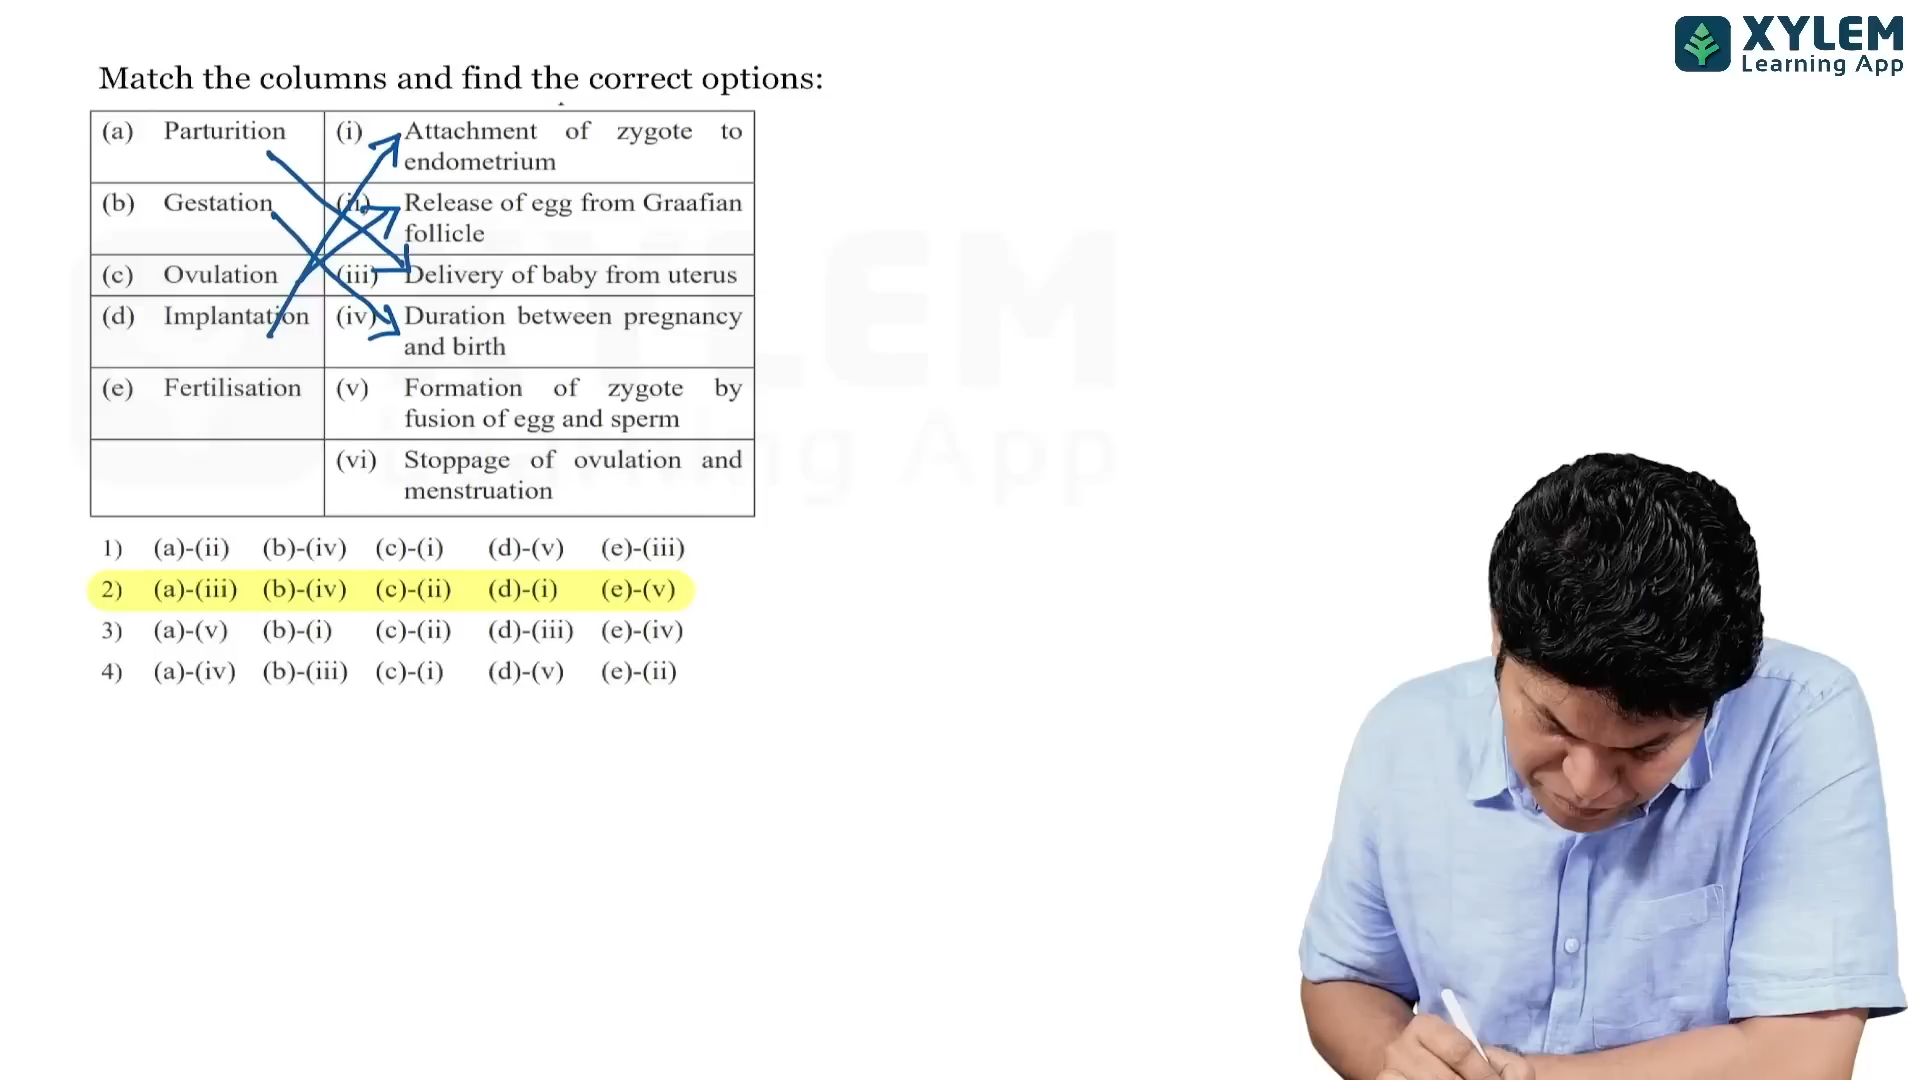 XYLEM
Learning App
Match the columns and find the correct options:
(a) Parturition (i) Attachment of zygote to
endometrium
(b) Gestation (ii) Release of egg from Graafian
follicle
(c) Ovulation (iii) Delivery of baby from uterus
(d) Implantation (iv) Duration between pregnancy
and birth
(e) Fertilisation (v) Formation of zygote by
fusion of egg and sperm
(vi) Stoppage of ovulation and
menstruation
1) (a)-(ii) (b)-(iv) (c)-(i) (d)-(v) (e)-(iii)
2) (a)-(iii) (b)-(iv) (c)-(ii) (d)-(i) (e)-(v)
3) (a)-(v) (b)-(i) (c)-(ii) (d)-(iii) (e)-(iv)
4) (a)-(iv) (b)-(iii) (c)-(i) (d)-(v) (e)-(ii)
XYLEM
Learning App